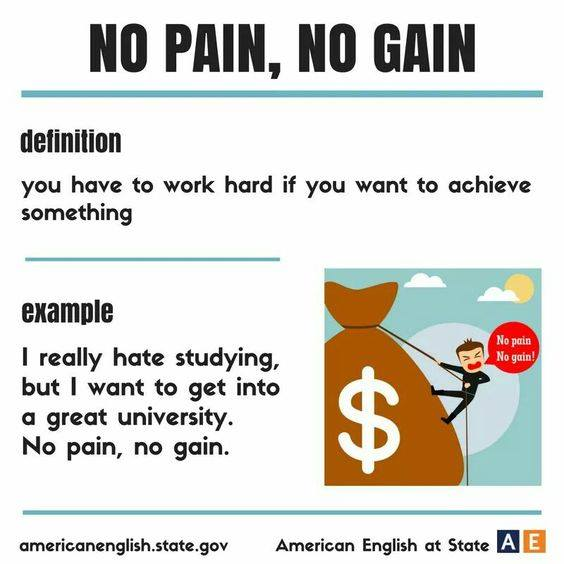 NO PAIN, NO GAIN
definition
you have to work hard if you want to achieve
something
example
I really hate studying,
but I want to get into
a great university.
No pain, no gain.
$
No pain
No gain!
americanenglish.state.gov
American English at State AE